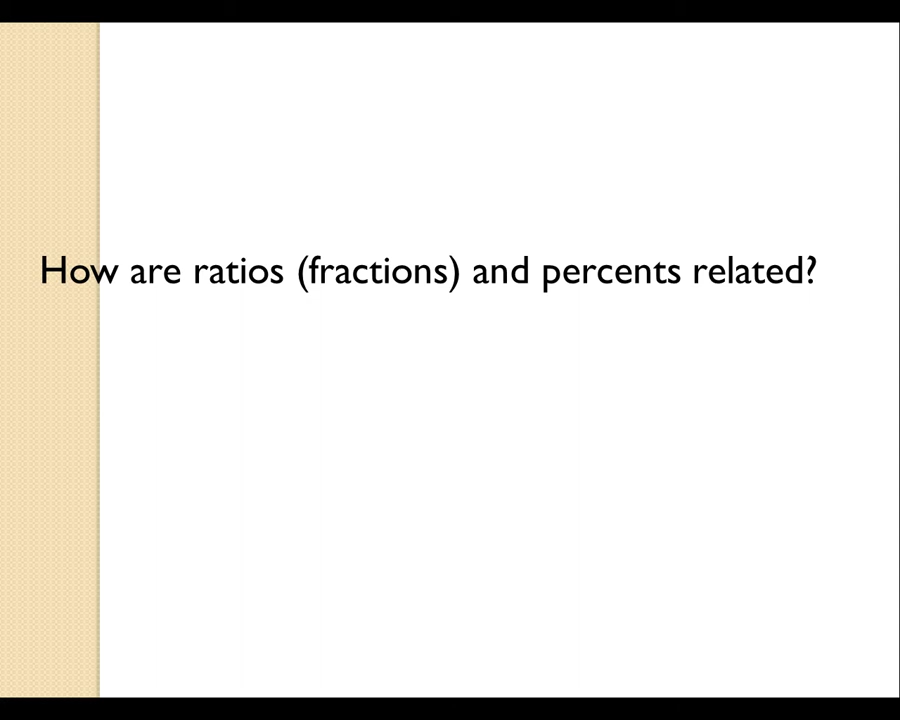 How are ratios (fractions) and percents related?